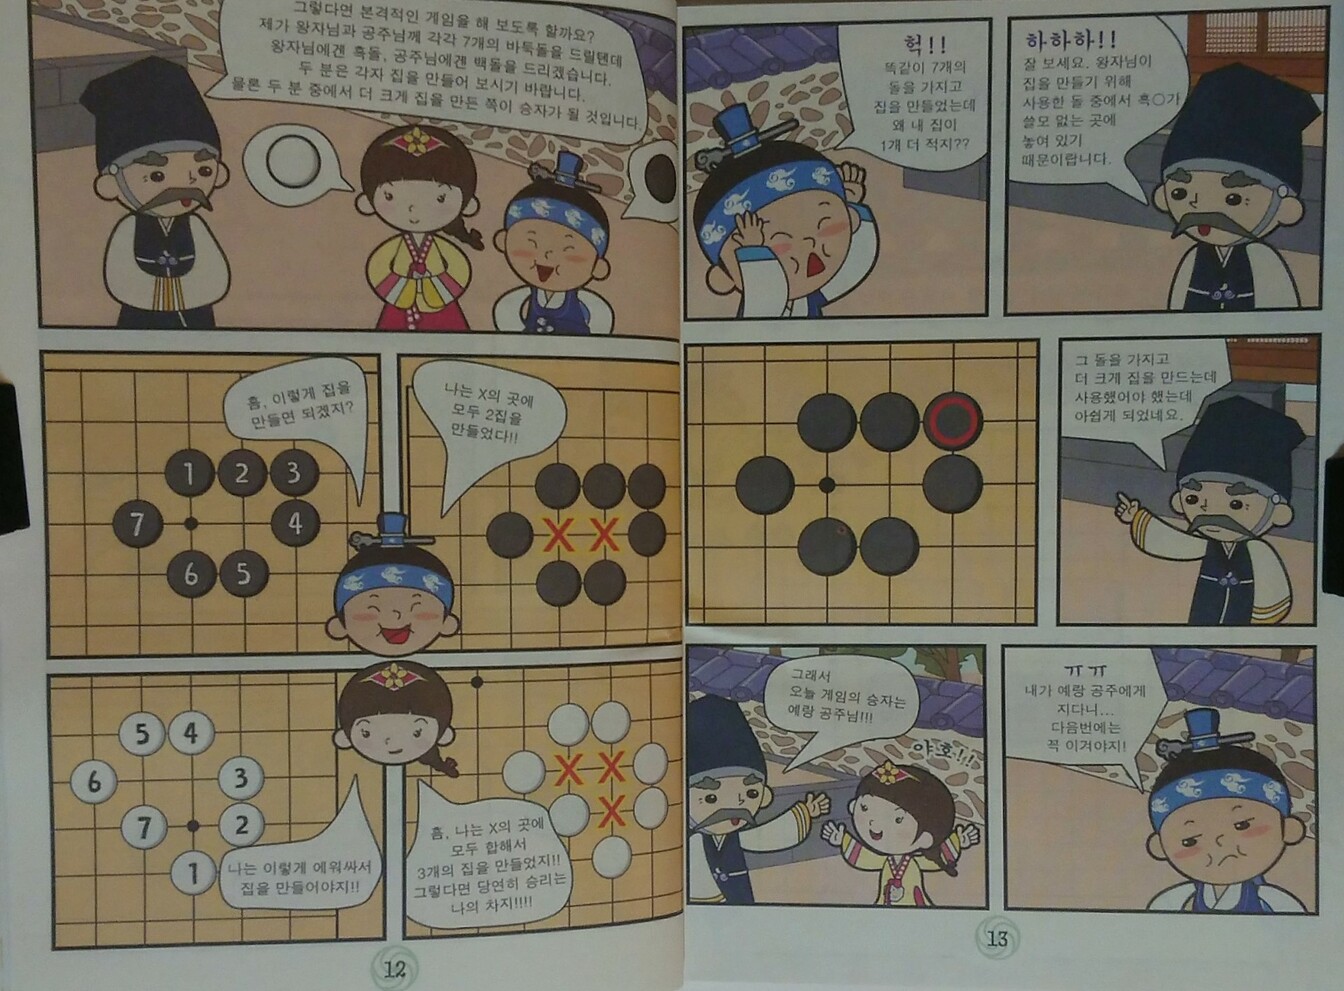 그렇다면 본격적인 게임을 해 보도록 할까요?
제가 왕자님과 공주님께 각각 7개의 바둑돌을 드릴텐데
왕자님에겐 흑돌, 공주님에겐 백돌을 드리겠습니다.
두 분은 각자 집을 만들어 보시기 바랍니다.
물론 두 분 중에서 더 크게 집을 만든 쪽이 승자가 될 것입니다.
흠, 이렇게 집을
만들면 되겠지?
1 2 3
7 4
6 5
나는 X의 곳에
모두 2집을
만들었다!!
X X
5 4
6 3
7 2
1
나는 이렇게 에워싸서
집을 만들어야지!!
X X
X
흠, 나는 X의 곳에
모두 합해서
3개의 집을 만들었지!!
그렇다면 당연히 승리는
나의 차지!!!!
12
헉!!
똑같이 7개의
돌을 가지고
집을 만들었는데
왜 내 집이
1개 더 적지??
하하하!!
잘 보세요. 왕자님이
집을 만들기 위해
사용한 돌 중에서 흑○가
쓸모 없는 곳에
놓여 있기
때문이랍니다.
그 돌을 가지고
더 크게 집을 만드는데
사용했어야 했는데
아쉽게 되었네요.
그래서
오늘 게임의 승자는
예랑 공주님!!!
야호!!
ㅠㅠ
내가 예랑 공주에게
지다니...
다음번에는
꼭 이겨야지!
13